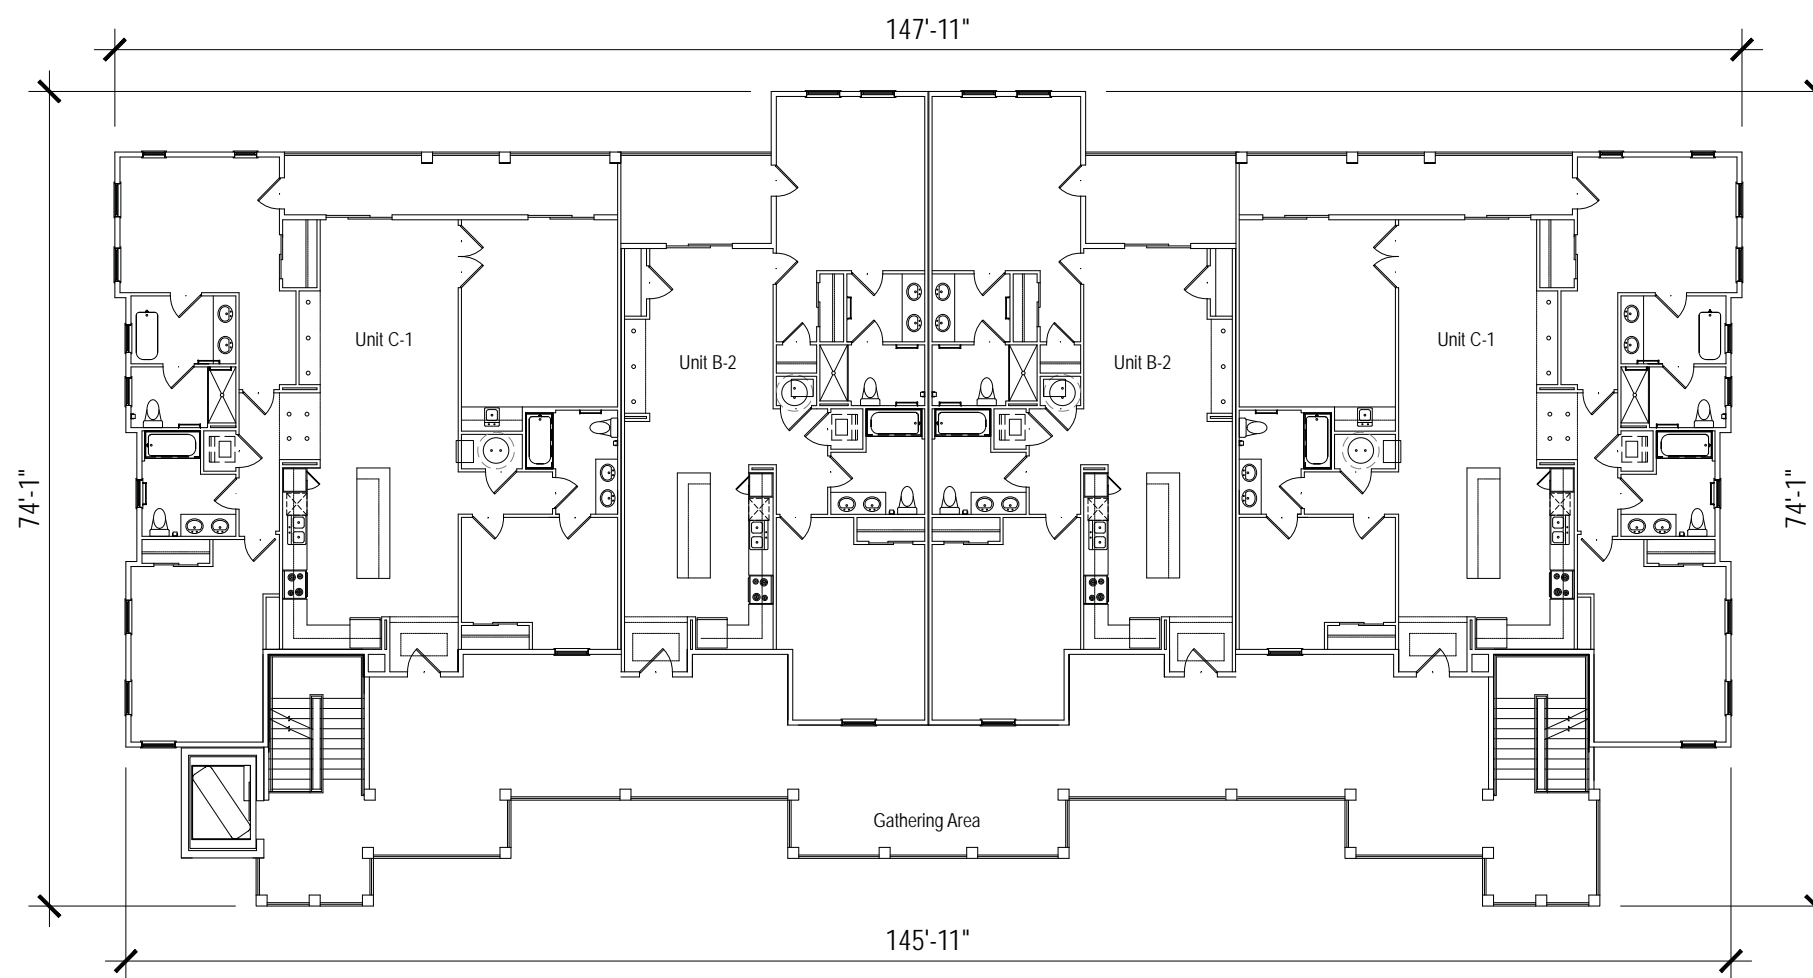 147'-11"
74'-1"
74'-1"
Unit C-1
Unit B-2
Unit B-2
Unit C-1
Gathering Area
145'-11"